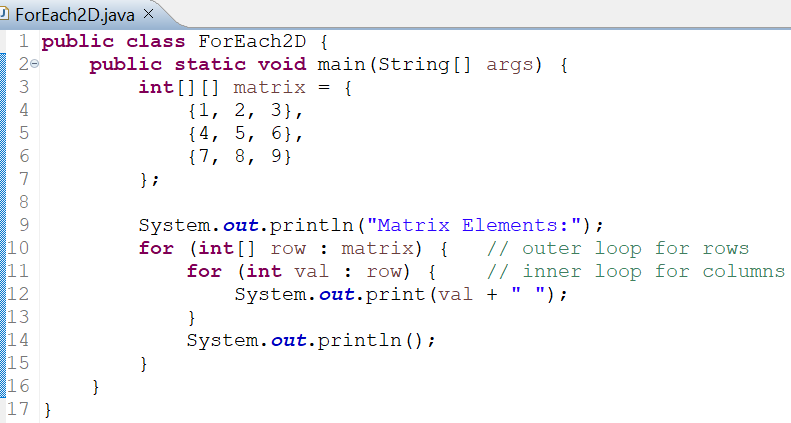 ForEach2D.java
1 public class ForEach2D {
2     public static void main(String[] args) {
3         int[][] matrix = {
4             {1, 2, 3},
5             {4, 5, 6},
6             {7, 8, 9}
7         };
8
9         System.out.println("Matrix Elements:");
10         for (int[] row : matrix) {   // outer loop for rows
11             for (int val : row) {    // inner loop for columns
12                 System.out.print(val + " ");
13             }
14             System.out.println();
15         }
16     }
17 }